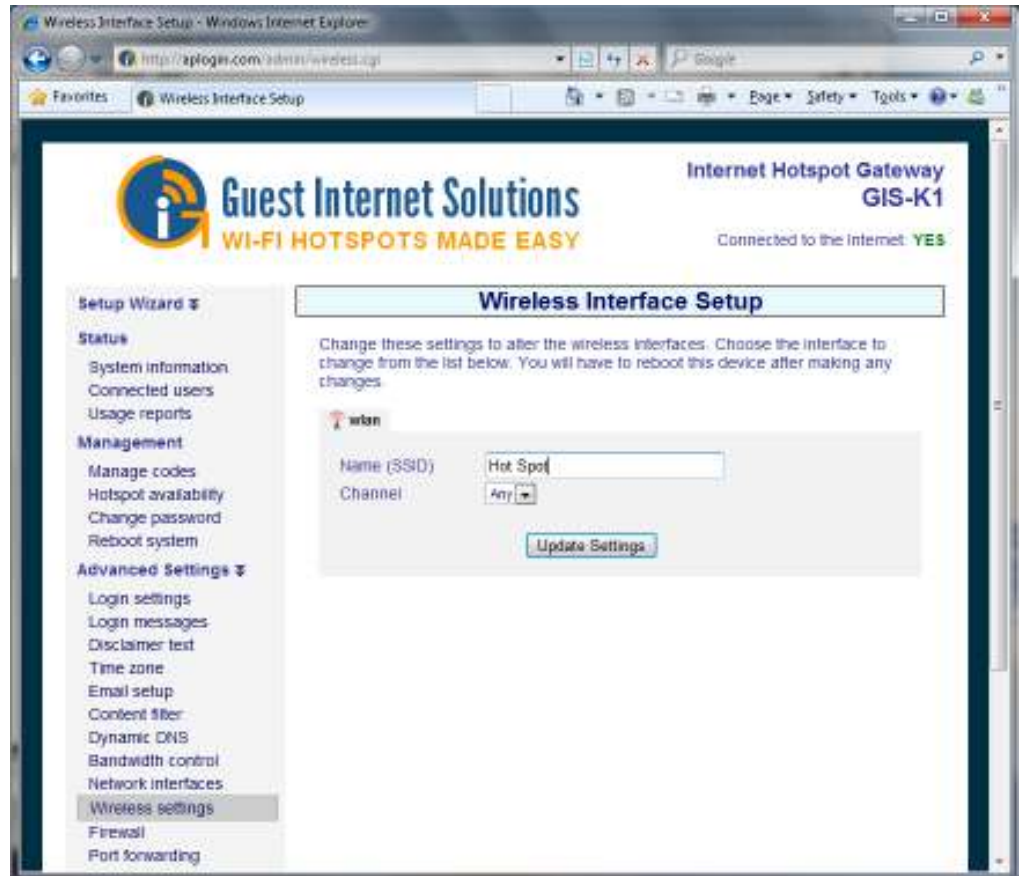 Wireless Interface Setup - Windows Internet Explorer
http://aplogin.com/admin/wireless.cgi
Google
Favorites
Wireless Interface Setup
Page
Safety
Tools
Guest Internet Solutions
WI-FI HOTSPOTS MADE EASY
Internet Hotspot Gateway
GIS-K1
Connected to the Internet: YES
Setup Wizard
Status
System information
Connected users
Usage reports
Management
Manage codes
Hotspot availability
Change password
Reboot system
Advanced Settings
Login settings
Login messages
Disclaimer text
Time zone
Email setup
Content filter
Dynamic DNS
Bandwidth control
Network interfaces
Wireless settings
Firewall
Port forwarding
Wireless Interface Setup
Change these settings to alter the wireless interfaces. Choose the interface to
change from the list below. You will have to reboot this device after making any
changes.
wlan
Name (SSID) Hot Spot
Channel Any
Update Settings